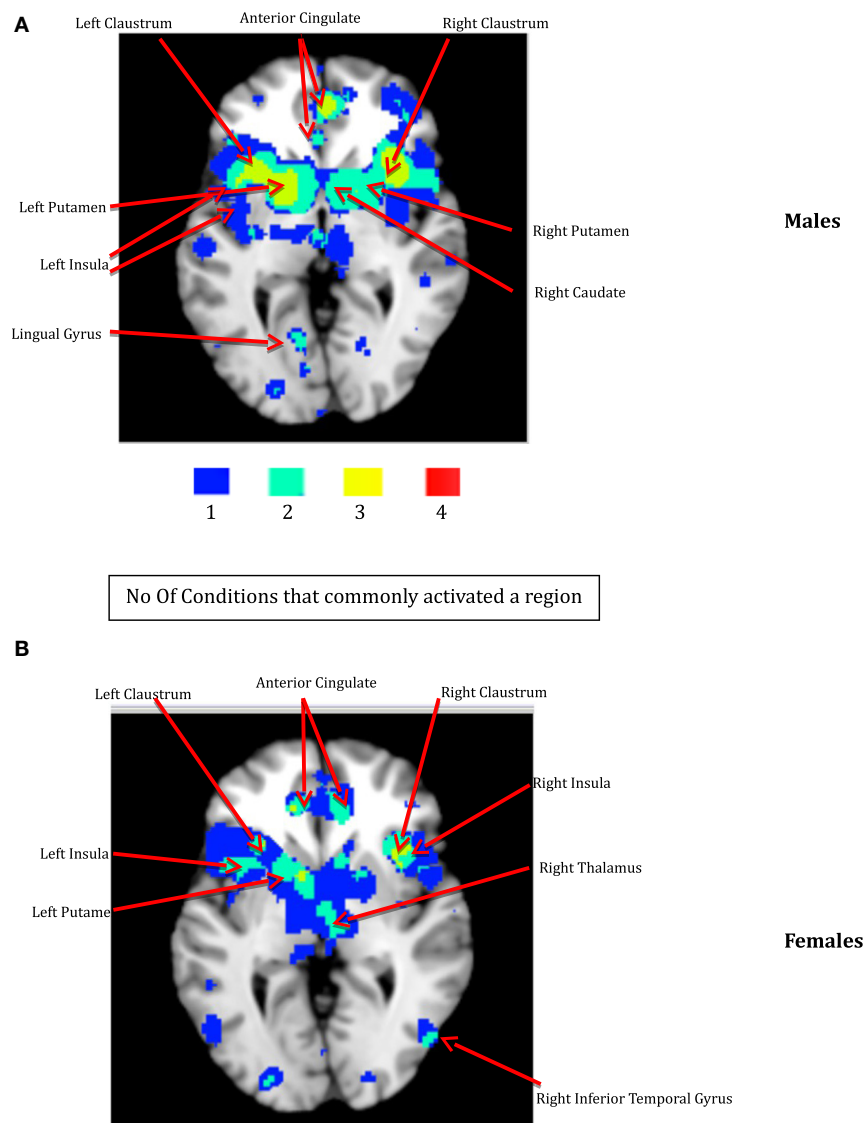 A
Left Claustrum
Anterior Cingulate
Right Claustrum
Left Putamen
Males
Right Putamen
Left Insula
Right Caudate
Lingual Gyrus
1 2 3 4
No Of Conditions that commonly activated a region
B
Left Claustrum
Anterior Cingulate
Right Claustrum
Right Insula
Left Insula
Right Thalamus
Left Putame
Females
Right Inferior Temporal Gyrus